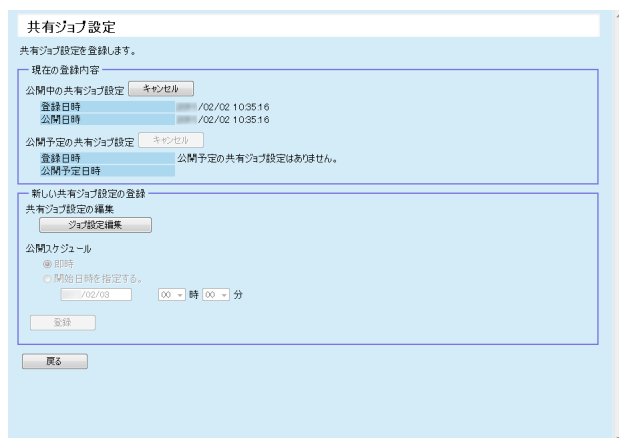 共有ジョブ設定
共有ジョブ設定を登録します。
現在の登録内容
公開中の共有ジョブ設定 キャンセル
登録日時 /02/02 10:35:16
公開日時 /02/02 10:35:16
公開予定の共有ジョブ設定 キャンセル
登録日時 公開予定の共有ジョブ設定はありません。
公開予定日時
新しい共有ジョブ設定の登録
共有ジョブ設定の編集
ジョブ設定編集
公開スケジュール
即時
開始日時を指定する。
/02/03 00 時 00 分
登録
戻る